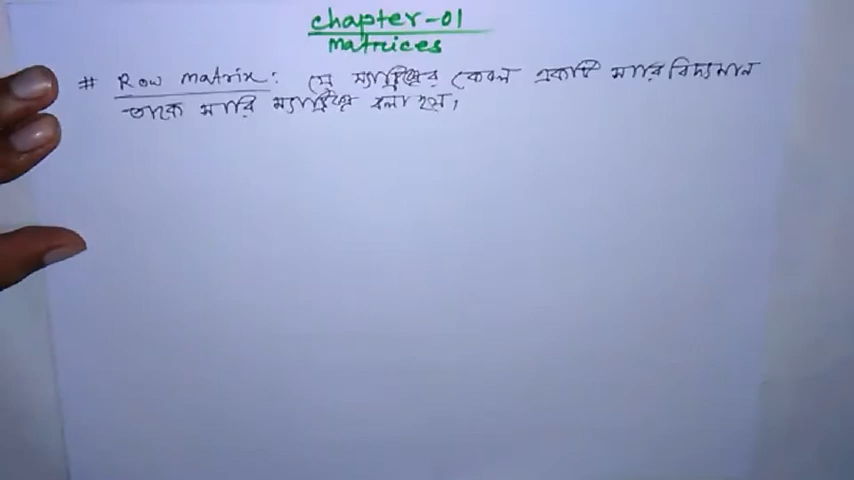 chapter-01
matrices
# Row matrix: যে ম্যাট্রিক্সের কেবল একটি সারি বিদ্যমান
তাকে সারি ম্যাট্রিক্স বলা হয়।